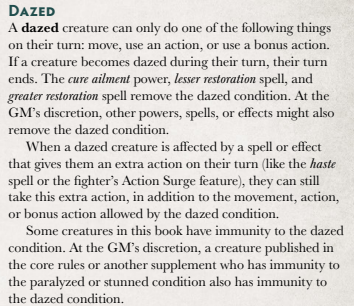 DAZED
A dazed creature can only do one of the following things
on their turn: move, use an action, or use a bonus action.
If a creature becomes dazed during their turn, their turn
ends. The cure ailment power, lesser restoration spell, and
greater restoration spell remove the dazed condition. At the
GM's discretion, other powers, spells, or effects might also
remove the dazed condition.
When a dazed creature is affected by a spell or effect
that gives them an extra action on their turn (like the haste
spell or the fighter's Action Surge feature), they can still
take this extra action, in addition to the movement, action,
or bonus action allowed by the dazed condition.
Some creatures in this book have immunity to the dazed
condition. At the GM's discretion, a creature published in
the core rules or another supplement who has immunity to
the paralyzed or stunned condition also has immunity to
the dazed condition.